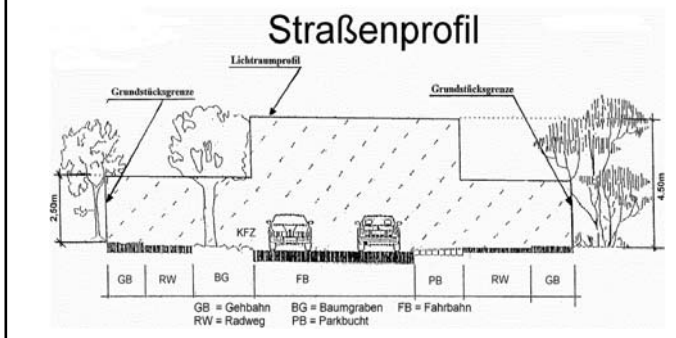 Straßenprofil
Lichtraumprofil
Grundstücksgrenze
Grundstücksgrenze
2,50m
4.50m
KFZ
GB RW BG FB PB RW GB
GB = Gehbahn BG = Baumgraben FB = Fahrbahn
RW = Radweg PB = Parkbucht